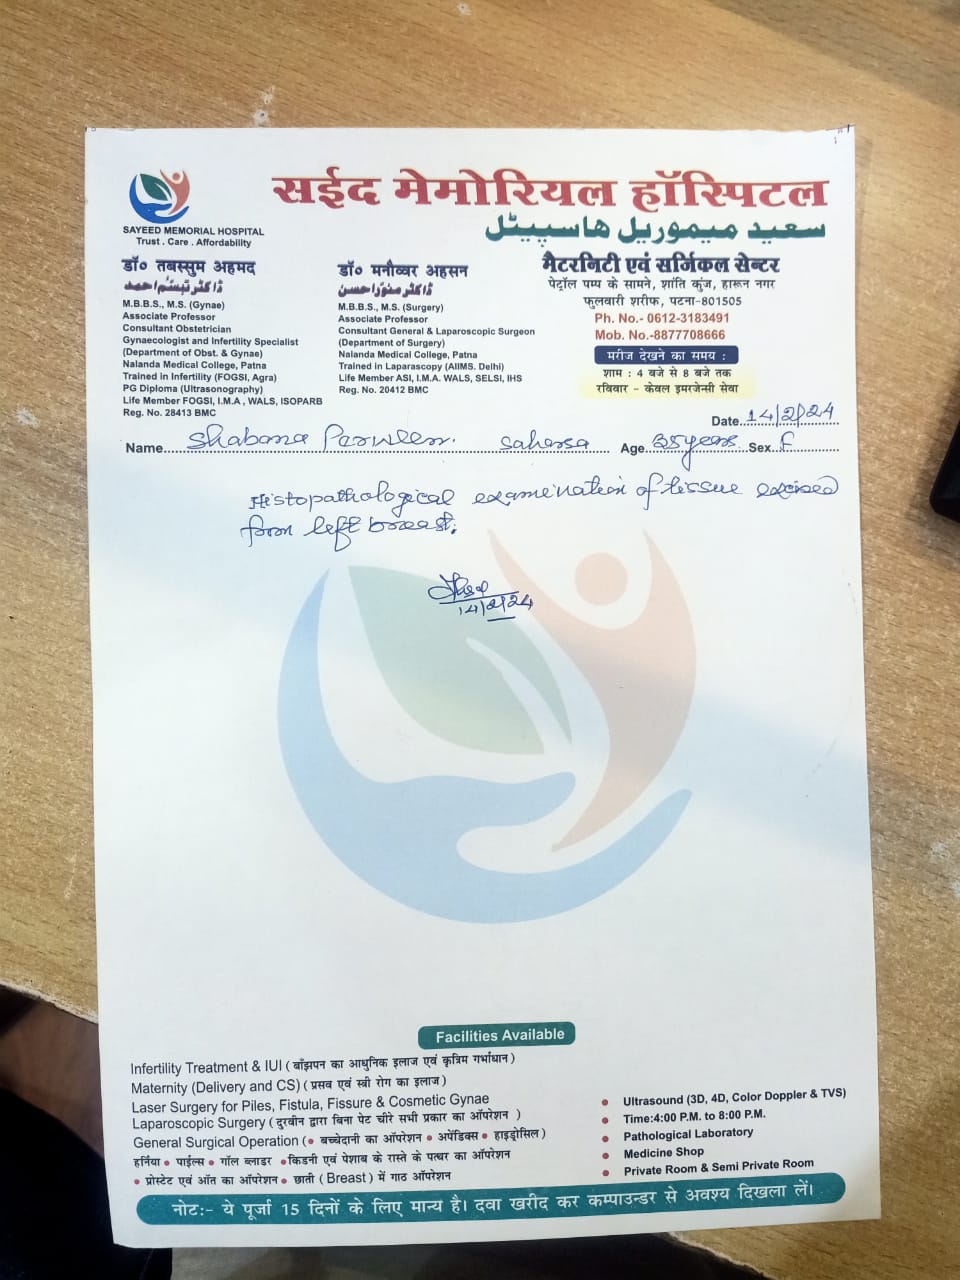 सईद मेमोरियल हॉस्पिटल
سعید میموریل ہاسپیٹل
SAYEED MEMORIAL HOSPITAL
Trust . Care . Affordability
डॉ० तबस्सुम अहमद
ڈاکٹر تبسّم احمد
M.B.B.S., M.S. (Gynae)
Associate Professor
Consultant Obstetrician
Gynaecologist and Infertility Specialist
(Department of Obst. & Gynae)
Nalanda Medical College, Patna
Trained in Infertility (FOGSI, Agra)
PG Diploma (Ultrasonography)
Life Member FOGSI, I.M.A , WALS, ISOPARB
Reg. No. 28413 BMC
डॉ० मनौव्वर अहसन
ڈاکٹر منوّر احسن
M.B.B.S., M.S. (Surgery)
Associate Professor
Consultant General & Laparoscopic Surgeon
(Department of Surgery)
Nalanda Medical College, Patna
Trained in Laparascopy (AIIMS. Delhi)
Life Member ASI, I.M.A. WALS, SELSI, IHS
Reg. No. 20412 BMC
मैटरनिटी एवं सर्जिकल सेन्टर
पेट्रॉल पम्प के सामने, शांति कुंज, हारून नगर
फुलवारी शरीफ, पटना-801505
Ph. No.- 0612-3183491
Mob. No.-8877708666
मरीज देखने का समय :
शाम : 4 बजे से 8 बजे तक
रविवार - केवल इमरजेन्सी सेवा
Date...14/2/24
Name...Shabana Parween. Saharsa Age 25 years. Sex. F
Histopathological examination of tissue excised
from left breast.
14/2/24
Facilities Available
Infertility Treatment & IUI ( बाँझपन का आधुनिक इलाज एवं कृत्रिम गर्भाधान )
Maternity (Delivery and CS) ( प्रसव एवं स्त्री रोग का इलाज )
Laser Surgery for Piles, Fistula, Fissure & Cosmetic Gynae
Laparoscopic Surgery ( दुरवीन द्वारा बिना पेट चीरे सभी प्रकार का ऑपरेशन )
General Surgical Operation (• बच्चेदानी का ऑपरेशन • अपेंडिक्स • हाइड्रोसिल)
हर्निया • पाईल्स • गॉल ब्लाडर •किडनी एवं पेशाब के रास्ते के पत्थर का ऑपरेशन
• प्रोस्टेट एवं आँत का ऑपरेशन • छाती ( Breast ) में गाठ ऑपरेशन
• Ultrasound (3D, 4D, Color Doppler & TVS)
• Time:4:00 P.M. to 8:00 P.M.
• Pathological Laboratory
• Medicine Shop
• Private Room & Semi Private Room
नोटः- ये पूर्जा 15 दिनों के लिए मान्य है। दवा खरीद कर कम्पाउन्डर से अवश्य दिखला लें।